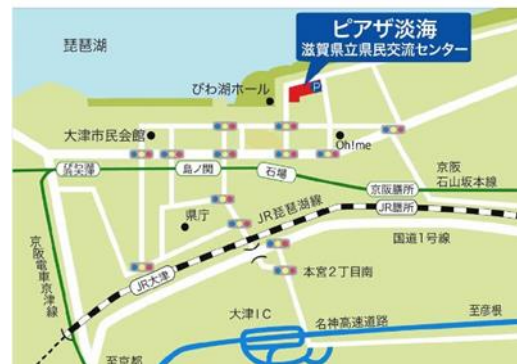 ピアザ淡海
滋賀県立県民交流センター
P
琵琶湖
びわ湖ホール
大津市民会館
Oh!me
島ノ関
石場
京阪
石山坂本線
京阪膳所
JR膳所
県庁
JR琵琶湖線
国道1号線
京阪電車京津線
JR大津
本宮2丁目南
大津IC
名神高速道路
至彦根
至京都